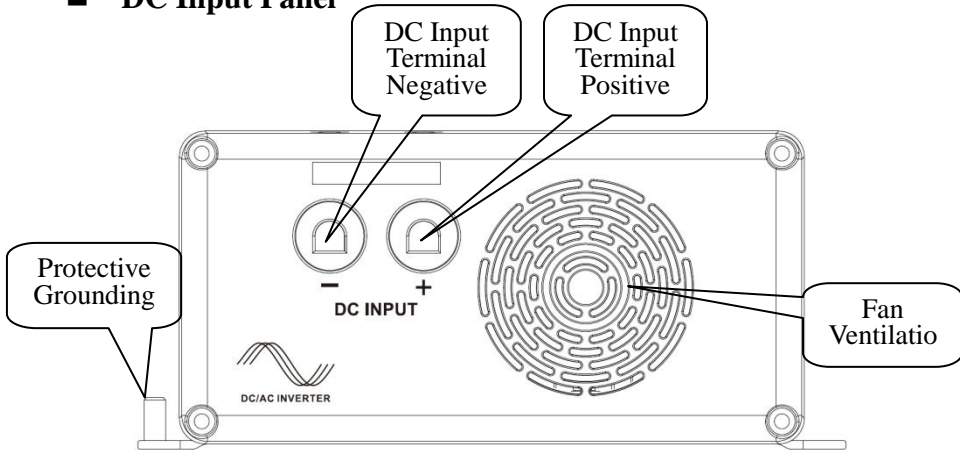 ■ DC Input Panel
DC Input
Terminal
Negative
DC Input
Terminal
Positive
Protective
Grounding
− +
DC INPUT
Fan
Ventilatio
DC/AC INVERTER